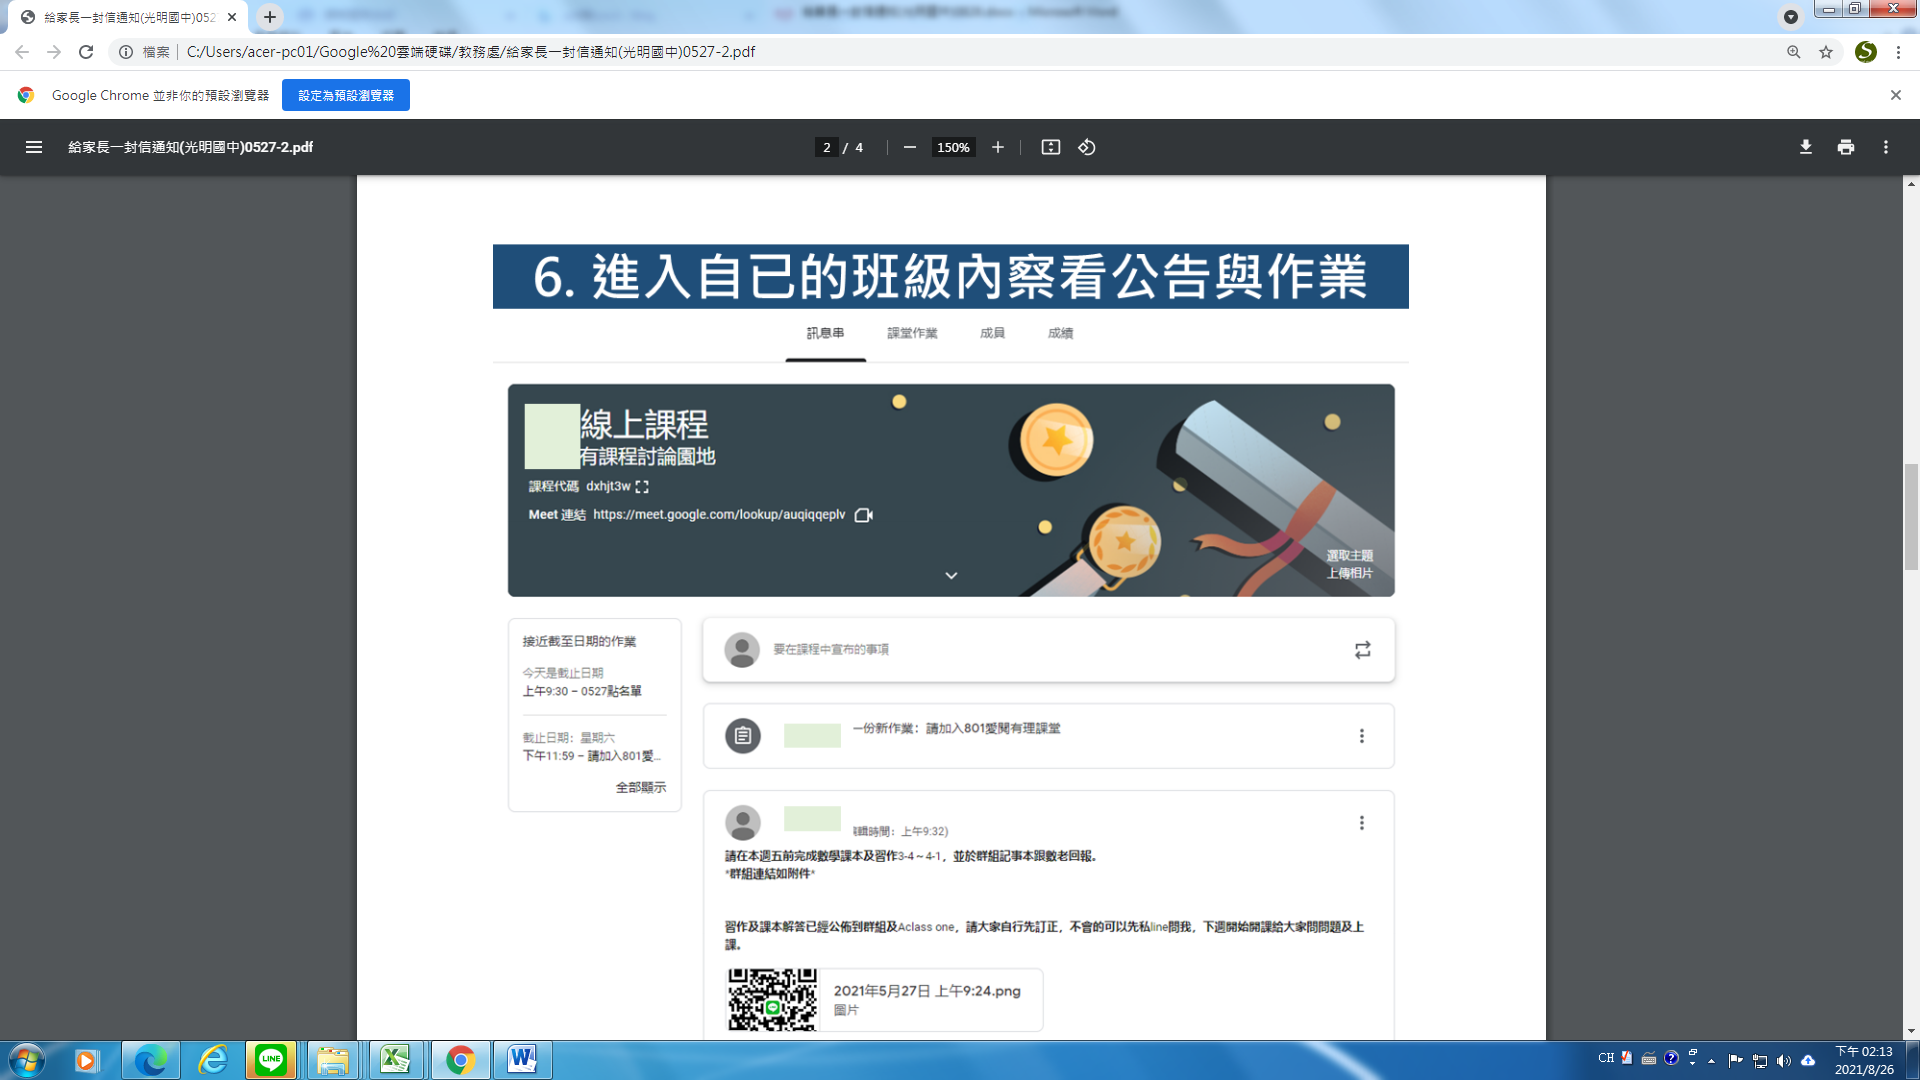 給家長一封信通知(光明國中)052
檔案 C:/Users/acer-pc01/Google%20雲端硬碟/教務處/給家長一封信通知(光明國中)0527-2.pdf
Google Chrome 並非你的預設瀏覽器 設定為預設瀏覽器
給家長一封信通知(光明國中)0527-2.pdf 2 / 4 150%
6. 進入自已的班級內察看公告與作業
訊息串 課堂作業 成員 成績
線上課程
有課程討論園地
課程代碼 dxhjt3w
Meet 連結 https://meet.google.com/lookup/auqiqqeplv
選取主題
上傳相片
接近截至日期的作業
今天是截止日期
上午9:30 – 0527點名單
截止日期：星期六
下午11:59 – 請加入801愛...
全部顯示
要在課程中宣布的事項
一份新作業：請加入801愛閱有理課堂
輯時間：上午9:32)
請在本週五前完成數學課本及習作3-4～4-1，並於群組記事本跟數老回報。
*群組連結如附件*
習作及課本解答已經公佈到群組及Aclass one，請大家自行先訂正，不會的可以先私line問我，下週開始開課給大家問問題及上
課。
2021年5月27日 上午9:24.png
圖片
LINE
CH
下午 02:13
2021/8/26